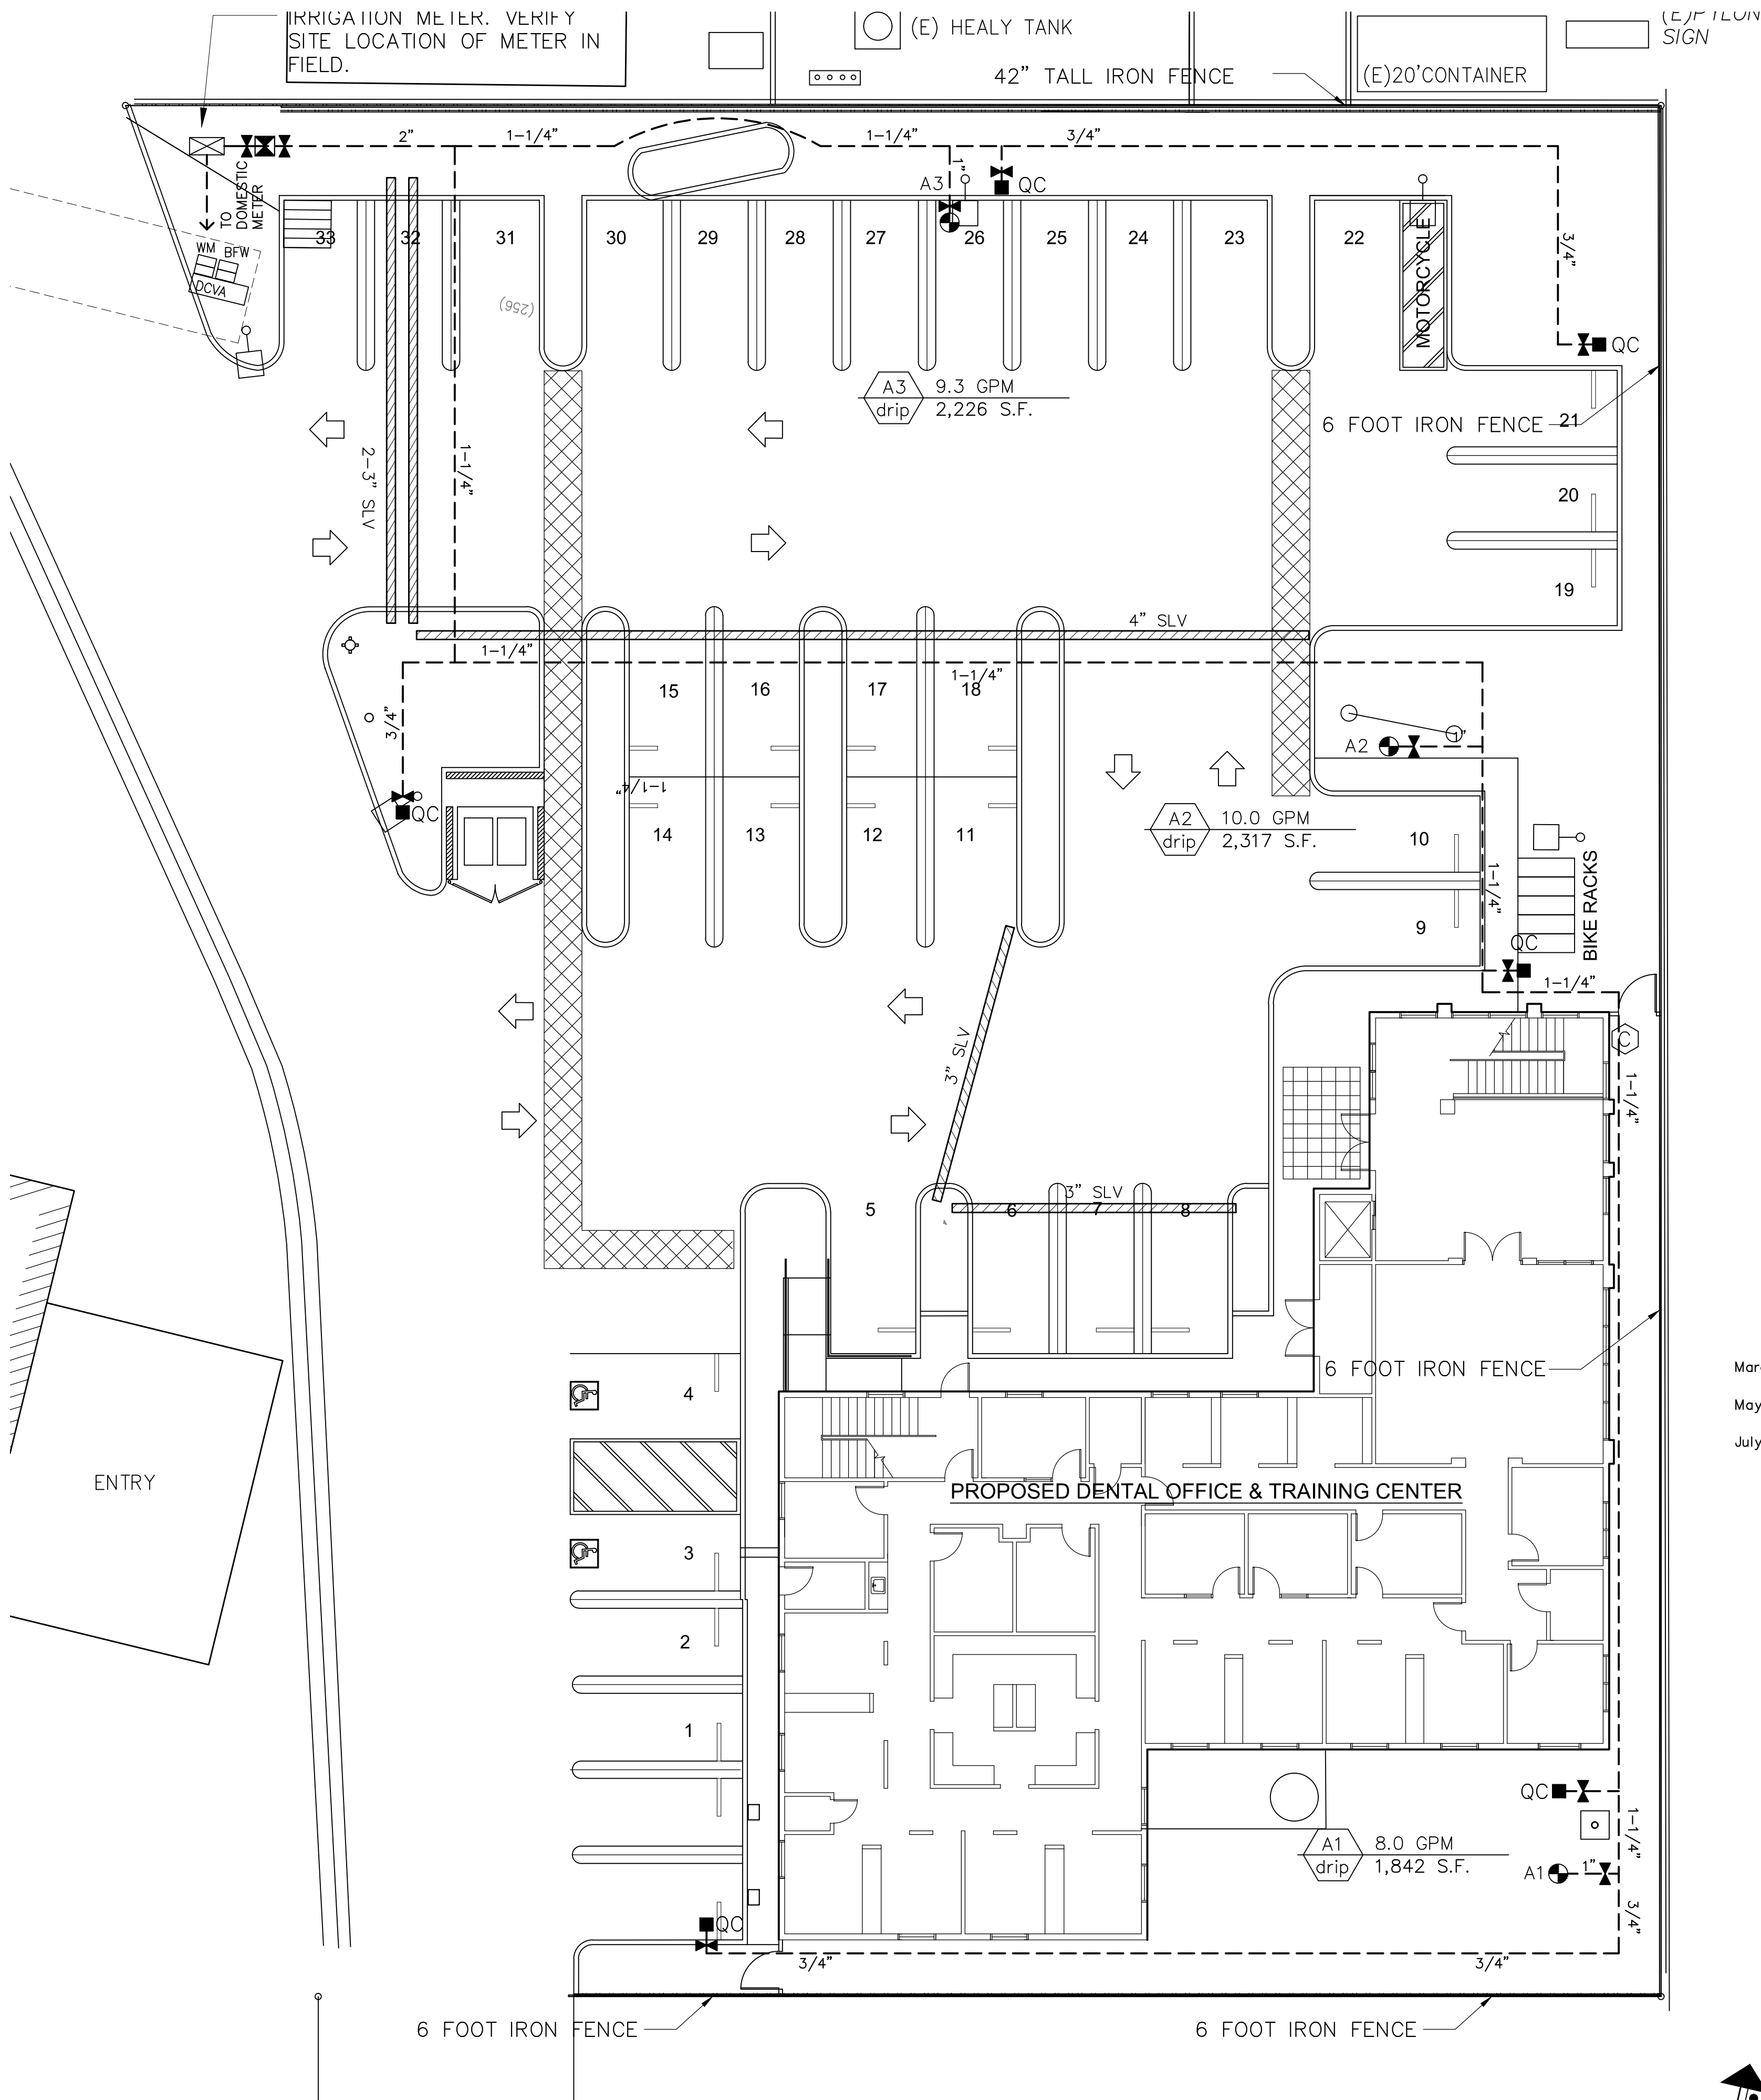 IRRIGATION METER. VERIFY
SITE LOCATION OF METER IN
FIELD.
(E) HEALY TANK
42" TALL IRON FENCE
(E)20'CONTAINER
(E)PYLON
SIGN
2"
1-1/4"
1-1/4"
3/4"
1"
A3
QC
TO
DOMESTIC
METER
WM
BFW
DCVA
33
32
31
30
29
28
27
26
25
24
23
22
MOTORCYCLE
3/4"
QC
(256)
A3
drip
9.3 GPM
2,226 S.F.
6 FOOT IRON FENCE
21
20
19
2-3" SLV
1-1/4"
4" SLV
1-1/4"
1-1/4"
3/4"
15
16
17
18
A2
1"
1-1/4"
QC
14
13
12
11
A2
drip
10.0 GPM
2,317 S.F.
10
9
1-1/4"
BIKE RACKS
QC
1-1/4"
C
3" SLV
1-1/4"
5
3" SLV
6
7
8
6 FOOT IRON FENCE
Mar
May
July
4
ENTRY
PROPOSED DENTAL OFFICE & TRAINING CENTER
3
2
1
QC
1-1/4"
A1
drip
8.0 GPM
1,842 S.F.
A1
1"
3/4"
QC
3/4"
3/4"
6 FOOT IRON FENCE
6 FOOT IRON FENCE